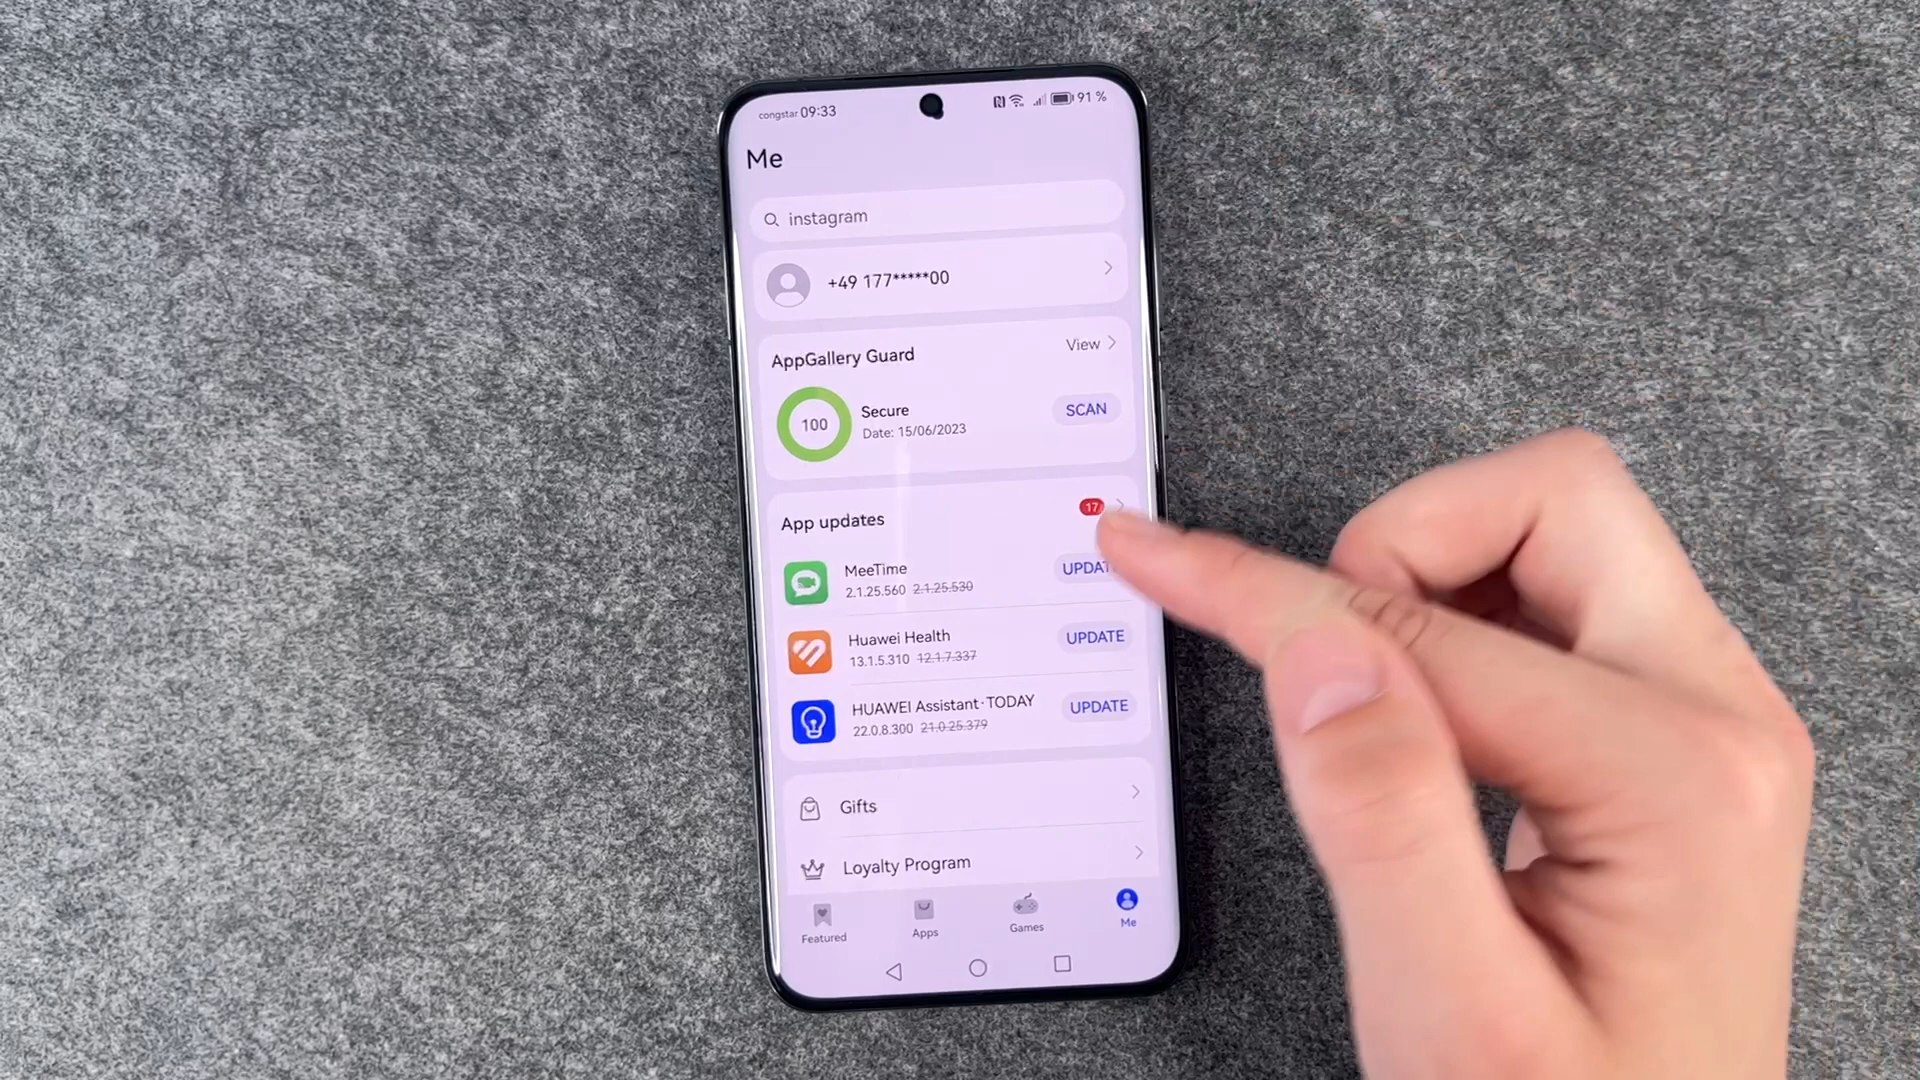 congstar 09:33
91 %
Me
instagram
+49 177*****00
AppGallery Guard
View
100
Secure
Date: 15/06/2023
SCAN
App updates
17
MeeTime
2.1.25.560 2.1.25.530
UPDAT
Huawei Health
13.1.5.310 12.1.7.337
UPDATE
HUAWEI Assistant·TODAY
22.0.8.300 21.0.25.379
UPDATE
Gifts
Loyalty Program
Featured
Apps
Games
Me